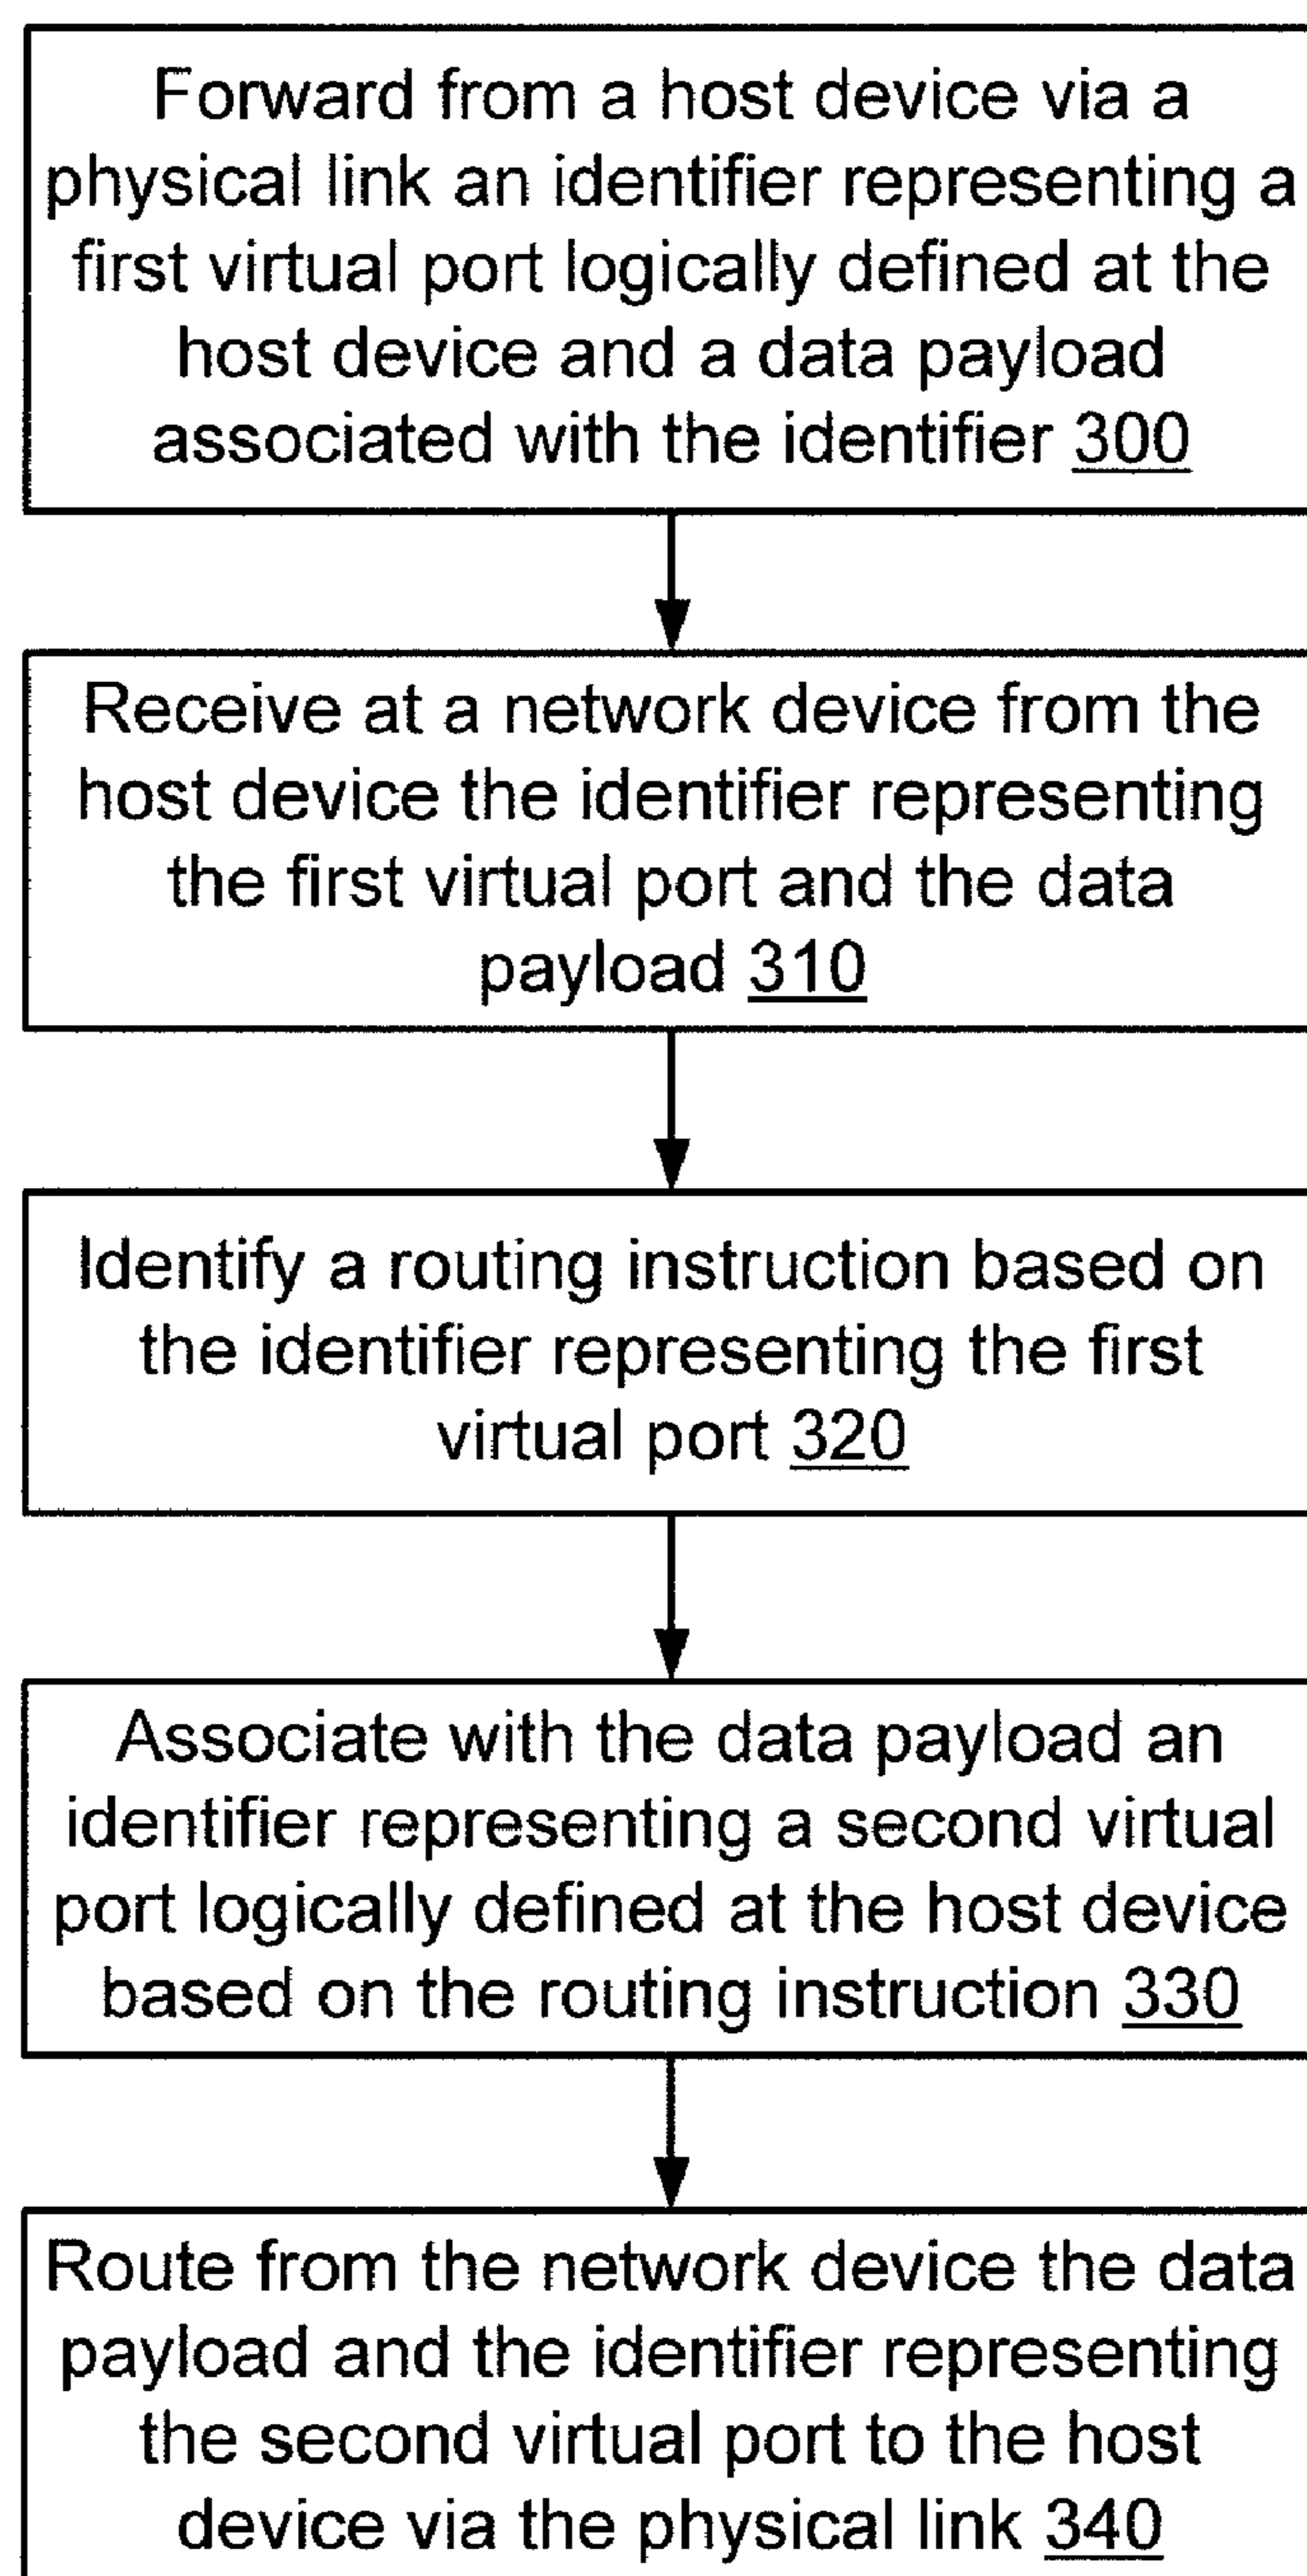 Forward from a host device via a
physical link an identifier representing a
first virtual port logically defined at the
host device and a data payload
associated with the identifier 300
Receive at a network device from the
host device the identifier representing
the first virtual port and the data
payload 310
Identify a routing instruction based on
the identifier representing the first
virtual port 320
Associate with the data payload an
identifier representing a second virtual
port logically defined at the host device
based on the routing instruction 330
Route from the network device the data
payload and the identifier representing
the second virtual port to the host
device via the physical link 340